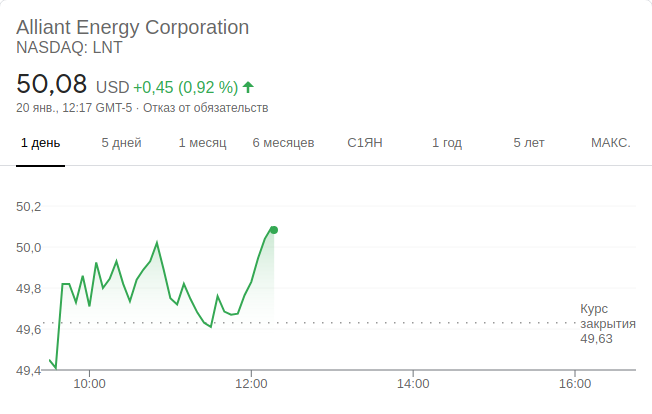 Alliant Energy Corporation
NASDAQ: LNT
50,08 USD +0,45 (0,92 %)
20 янв., 12:17 GMT-5 · Отказ от обязательств
1 день 5 дней 1 месяц 6 месяцев С1ЯН 1 год 5 лет МАКС.
50,2
50,0
49,8
49,6
49,4
Курс
закрытия
49,63
10:00 12:00 14:00 16:00